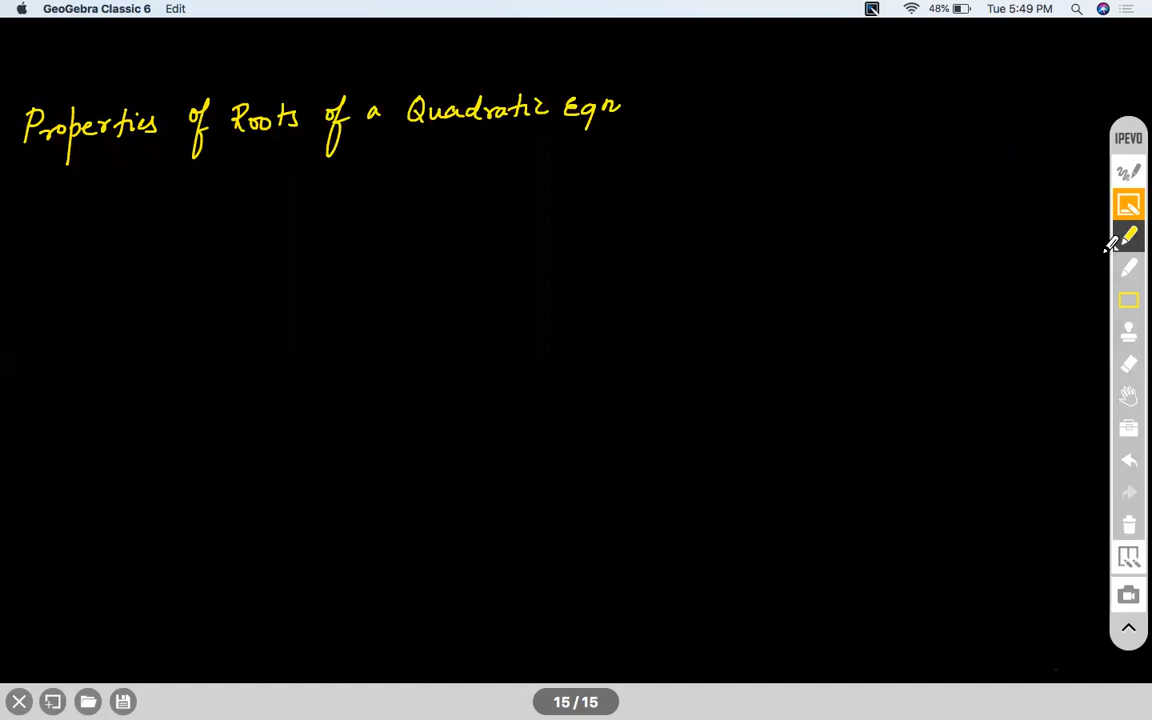 GeoGebra Classic 6 Edit 48% Tue 5:49 PM
Properties of Roots of a Quadratic Eqn
IPEVO
15 / 15